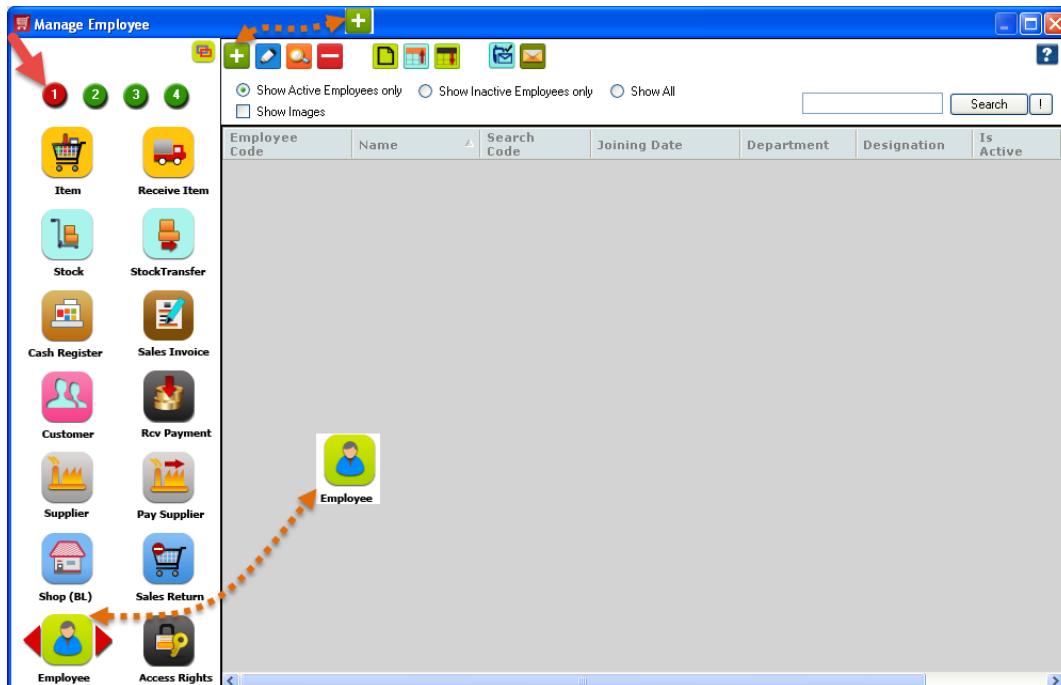 Manage Employee
?
1 2 3 4
Show Active Employees only Show Inactive Employees only Show All
Show Images
Search !
Employee Code
Name
Search Code
Joining Date
Department
Designation
Is Active
Item
Receive Item
Stock
StockTransfer
Cash Register
Sales Invoice
Customer
Rcv Payment
Supplier
Pay Supplier
Shop (BL)
Sales Return
Employee
Access Rights
Employee